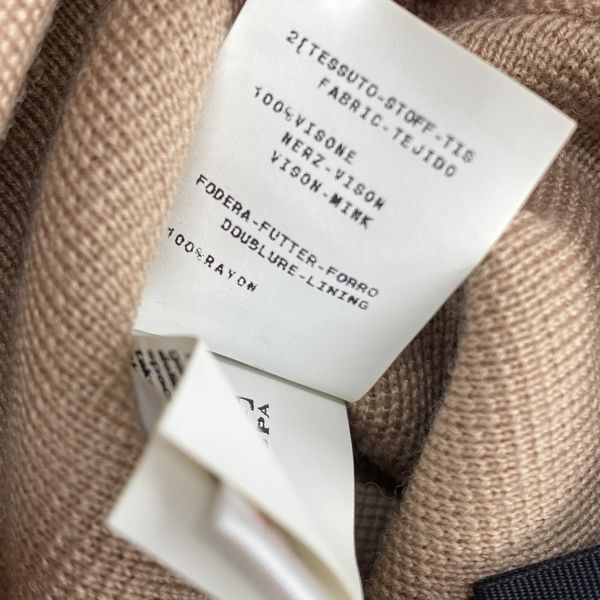 2[TESSUTO-STOFF-TIS
FABRIC-TEJIDO
100%VISONE
NERZ-VISON
VISON-MINK
FODERA-FUTTER-FORRO
DOUBLURE-LINING
100%RAYON